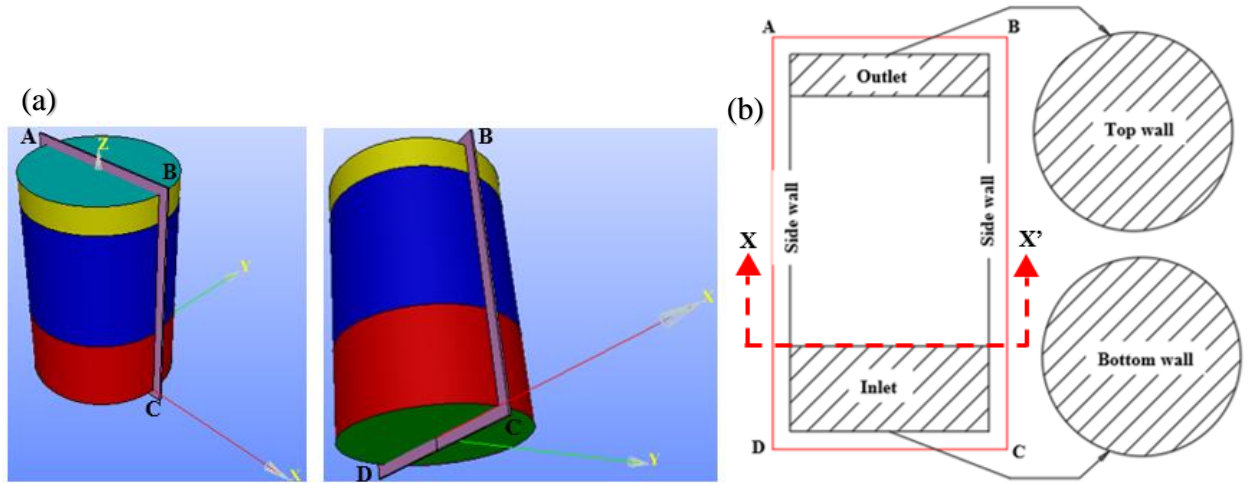 (a)
A
Z
B
Y
C
X
B
X
C
Y
D
(b)
A
B
Outlet
Top wall
Side wall
Side wall
X
X’
Inlet
Bottom wall
D
C